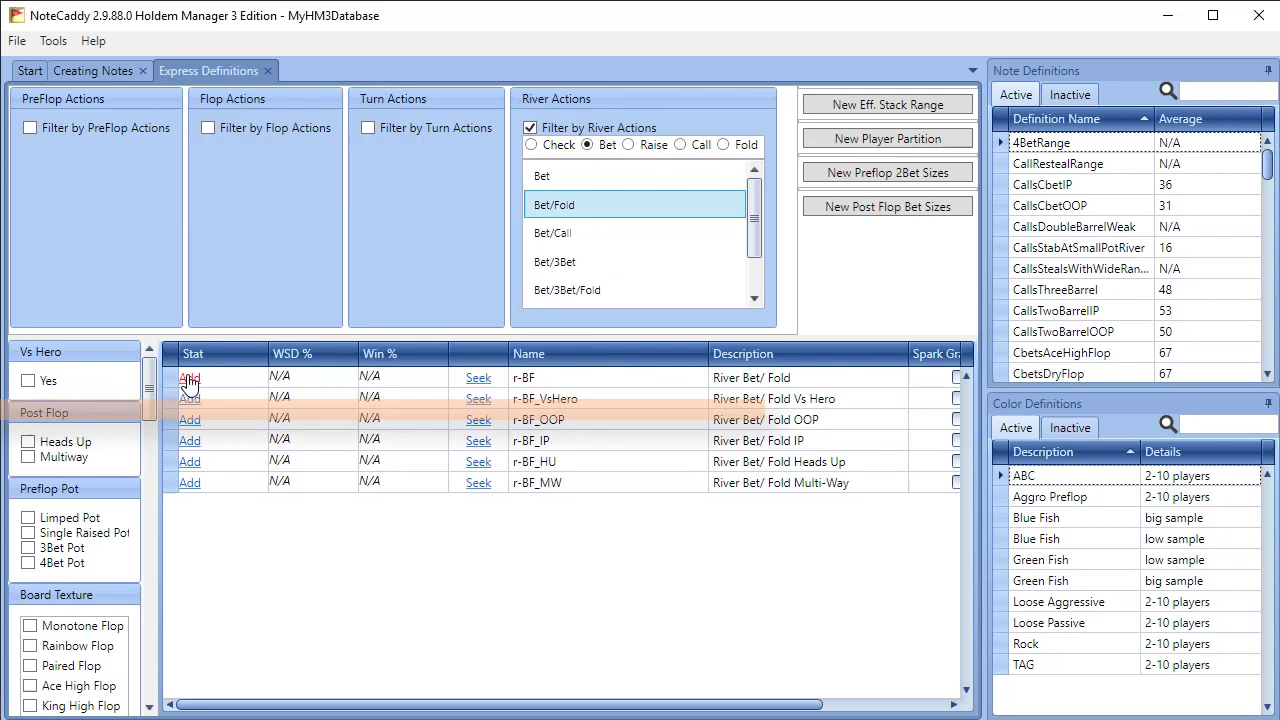 NoteCaddy 2.9.88.0 Holdem Manager 3 Edition - MyHM3Database
File Tools Help
Start Creating Notes Express Definitions
PreFlop Actions
Filter by PreFlop Actions
Flop Actions
Filter by Flop Actions
Turn Actions
Filter by Turn Actions
River Actions
Filter by River Actions
Check Bet Raise Call Fold
Bet
Bet/Fold
Bet/Call
Bet/3Bet
Bet/3Bet/Fold
New Eff. Stack Range
New Player Partition
New Preflop 2Bet Sizes
New Post Flop Bet Sizes
Vs Hero
Yes
Post Flop
Heads Up
Multiway
Preflop Pot
Limped Pot
Single Raised Pot
3Bet Pot
4Bet Pot
Board Texture
Monotone Flop
Rainbow Flop
Paired Flop
Ace High Flop
King High Flop
Stat WSD % Win % Name Description Spark Gr
Add N/A N/A Seek r-BF River Bet/ Fold
Add N/A N/A Seek r-BF_VsHero River Bet/ Fold Vs Hero
Add N/A N/A Seek r-BF_OOP River Bet/ Fold OOP
Add N/A N/A Seek r-BF_IP River Bet/ Fold IP
Add N/A N/A Seek r-BF_HU River Bet/ Fold Heads Up
Add N/A N/A Seek r-BF_MW River Bet/ Fold Multi-Way
Note Definitions
Active Inactive
Definition Name Average
4BetRange N/A
CallRestealRange N/A
CallsCbetIP 36
CallsCbetOOP 31
CallsDoubleBarrelWeak N/A
CallsStabAtSmallPotRiver 16
CallsStealsWithWideRan... N/A
CallsThreeBarrel 48
CallsTwoBarrelIP 53
CallsTwoBarrelOOP 50
CbetsAceHighFlop 67
CbetsDryFlop 67
Color Definitions
Active Inactive
Description Details
ABC 2-10 players
Aggro Preflop 2-10 players
Blue Fish big sample
Blue Fish low sample
Green Fish low sample
Green Fish big sample
Loose Aggressive 2-10 players
Loose Passive 2-10 players
Rock 2-10 players
TAG 2-10 players